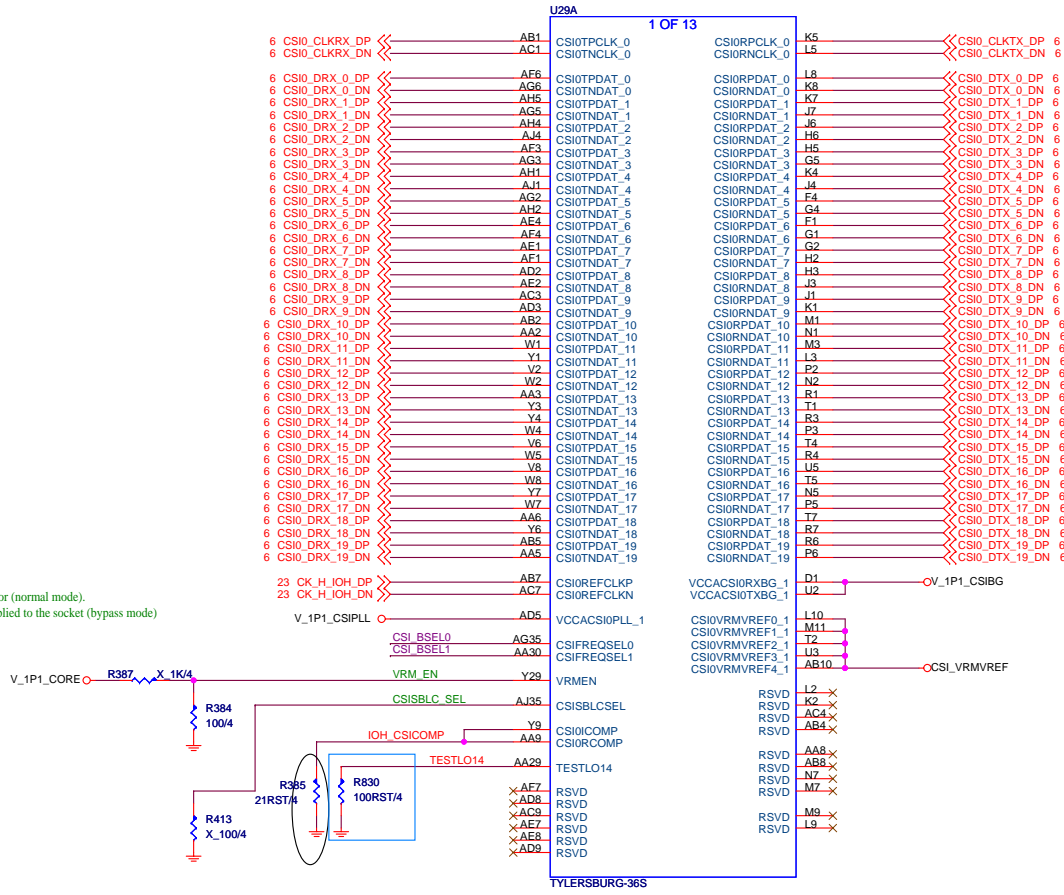 U29A
1 OF 13
6 CSI0_CLKRX_DP AB1 CSI0TPCLK_0 CSI0RPCLK_0 K5 CSI0_CLKTX_DP 6
6 CSI0_CLKRX_DN AC1 CSI0TNCLK_0 CSI0RNCLK_0 L5 CSI0_CLKTX_DN 6
6 CSI0_DRX_0_DP AF6 CSI0TPDAT_0 CSI0RPDAT_0 L8 CSI0_DTX_0_DP 6
6 CSI0_DRX_0_DN AG6 CSI0TNDAT_0 CSI0RNDAT_0 K8 CSI0_DTX_0_DN 6
6 CSI0_DRX_1_DP AH5 CSI0TPDAT_1 CSI0RPDAT_1 K7 CSI0_DTX_1_DP 6
6 CSI0_DRX_1_DN AG5 CSI0TNDAT_1 CSI0RNDAT_1 J7 CSI0_DTX_1_DN 6
6 CSI0_DRX_2_DP AH4 CSI0TPDAT_2 CSI0RPDAT_2 J6 CSI0_DTX_2_DP 6
6 CSI0_DRX_2_DN AJ4 CSI0TNDAT_2 CSI0RNDAT_2 H6 CSI0_DTX_2_DN 6
6 CSI0_DRX_3_DP AF3 CSI0TPDAT_3 CSI0RPDAT_3 H5 CSI0_DTX_3_DP 6
6 CSI0_DRX_3_DN AG3 CSI0TNDAT_3 CSI0RNDAT_3 G5 CSI0_DTX_3_DN 6
6 CSI0_DRX_4_DP AH1 CSI0TPDAT_4 CSI0RPDAT_4 K4 CSI0_DTX_4_DP 6
6 CSI0_DRX_4_DN AJ1 CSI0TNDAT_4 CSI0RNDAT_4 J4 CSI0_DTX_4_DN 6
6 CSI0_DRX_5_DP AG2 CSI0TPDAT_5 CSI0RPDAT_5 F4 CSI0_DTX_5_DP 6
6 CSI0_DRX_5_DN AH2 CSI0TNDAT_5 CSI0RNDAT_5 G4 CSI0_DTX_5_DN 6
6 CSI0_DRX_6_DP AE4 CSI0TPDAT_6 CSI0RPDAT_6 F1 CSI0_DTX_6_DP 6
6 CSI0_DRX_6_DN AF4 CSI0TNDAT_6 CSI0RNDAT_6 G1 CSI0_DTX_6_DN 6
6 CSI0_DRX_7_DP AE1 CSI0TPDAT_7 CSI0RPDAT_7 G2 CSI0_DTX_7_DP 6
6 CSI0_DRX_7_DN AF1 CSI0TNDAT_7 CSI0RNDAT_7 H2 CSI0_DTX_7_DN 6
6 CSI0_DRX_8_DP AD2 CSI0TPDAT_8 CSI0RPDAT_8 H3 CSI0_DTX_8_DP 6
6 CSI0_DRX_8_DN AE2 CSI0TNDAT_8 CSI0RNDAT_8 J3 CSI0_DTX_8_DN 6
6 CSI0_DRX_9_DP AC3 CSI0TPDAT_9 CSI0RPDAT_9 J1 CSI0_DTX_9_DP 6
6 CSI0_DRX_9_DN AD3 CSI0TNDAT_9 CSI0RNDAT_9 K1 CSI0_DTX_9_DN 6
6 CSI0_DRX_10_DP AB2 CSI0TPDAT_10 CSI0RPDAT_10 M1 CSI0_DTX_10_DP 6
6 CSI0_DRX_10_DN AA2 CSI0TNDAT_10 CSI0RNDAT_10 N1 CSI0_DTX_10_DN 6
6 CSI0_DRX_11_DP W1 CSI0TPDAT_11 CSI0RPDAT_11 M3 CSI0_DTX_11_DP 6
6 CSI0_DRX_11_DN Y1 CSI0TNDAT_11 CSI0RNDAT_11 L3 CSI0_DTX_11_DN 6
6 CSI0_DRX_12_DP V2 CSI0TPDAT_12 CSI0RPDAT_12 P2 CSI0_DTX_12_DP 6
6 CSI0_DRX_12_DN W2 CSI0TNDAT_12 CSI0RNDAT_12 N2 CSI0_DTX_12_DN 6
6 CSI0_DRX_13_DP AA3 CSI0TPDAT_13 CSI0RPDAT_13 R1 CSI0_DTX_13_DP 6
6 CSI0_DRX_13_DN Y3 CSI0TNDAT_13 CSI0RNDAT_13 T1 CSI0_DTX_13_DN 6
6 CSI0_DRX_14_DP Y4 CSI0TPDAT_14 CSI0RPDAT_14 R3 CSI0_DTX_14_DP 6
6 CSI0_DRX_14_DN W4 CSI0TNDAT_14 CSI0RNDAT_14 P3 CSI0_DTX_14_DN 6
6 CSI0_DRX_15_DP V6 CSI0TPDAT_15 CSI0RPDAT_15 T4 CSI0_DTX_15_DP 6
6 CSI0_DRX_15_DN W5 CSI0TNDAT_15 CSI0RNDAT_15 R4 CSI0_DTX_15_DN 6
6 CSI0_DRX_16_DP V8 CSI0TPDAT_16 CSI0RPDAT_16 U5 CSI0_DTX_16_DP 6
6 CSI0_DRX_16_DN W8 CSI0TNDAT_16 CSI0RNDAT_16 T5 CSI0_DTX_16_DN 6
6 CSI0_DRX_17_DP Y7 CSI0TPDAT_17 CSI0RPDAT_17 N5 CSI0_DTX_17_DP 6
6 CSI0_DRX_17_DN W7 CSI0TNDAT_17 CSI0RNDAT_17 P5 CSI0_DTX_17_DN 6
6 CSI0_DRX_18_DP AA6 CSI0TPDAT_18 CSI0RPDAT_18 T7 CSI0_DTX_18_DP 6
6 CSI0_DRX_18_DN Y6 CSI0TNDAT_18 CSI0RNDAT_18 R7 CSI0_DTX_18_DN 6
6 CSI0_DRX_19_DP AB5 CSI0TPDAT_19 CSI0RPDAT_19 R6 CSI0_DTX_19_DP 6
6 CSI0_DRX_19_DN AA5 CSI0TNDAT_19 CSI0RNDAT_19 P6 CSI0_DTX_19_DN 6
23 CK_H_IOH_DP AB7 CSI0REFCLKP VCCACSI0RXBG_1 D1 V_1P1_CSIBG
23 CK_H_IOH_DN AC7 CSI0REFCLKN VCCACSI0TXBG_1 U2
or (normal mode).
plied to the socket (bypass mode)
V_1P1_CSIPLL AD5 VCCACSI0PLL_1 CSI0VRMVREF0_1 L10
CSI0VRMVREF1_1 M11
CSI_BSEL0 AG35 CSIFREQSEL0 CSI0VRMVREF2_1 T2
CSI_BSEL1 AA30 CSIFREQSEL1 CSI0VRMVREF3_1 U3
CSI0VRMVREF4_1 AB10 CSI_VRMVREF
V_1P1_CORE R387 X_1K/4 VRM_EN Y29 VRMEN
RSVD L2
RSVD K2
CSISBLC_SEL AJ35 CSISBLCSEL
RSVD AC4
RSVD AB4
R384
100/4
IOH_CSICOMP Y9 CSI0ICOMP
AA9 CSI0RCOMP
RSVD AA8
TESTLO14 AA29 TESTLO14
RSVD AB8
RSVD N7
RSVD M7
R385
21RST/4
R830
100RST/4
AF7 RSVD
AD8 RSVD
AC9 RSVD RSVD M9
AE7 RSVD RSVD L9
AE8 RSVD
AD9 RSVD
R413
X_100/4
TYLERSBURG-36S